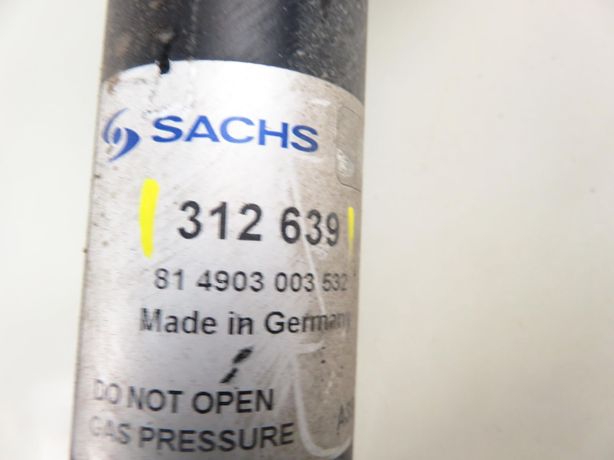 SACHS
312 639
81 4903 003 532
Made in Germany
DO NOT OPEN
GAS PRESSURE